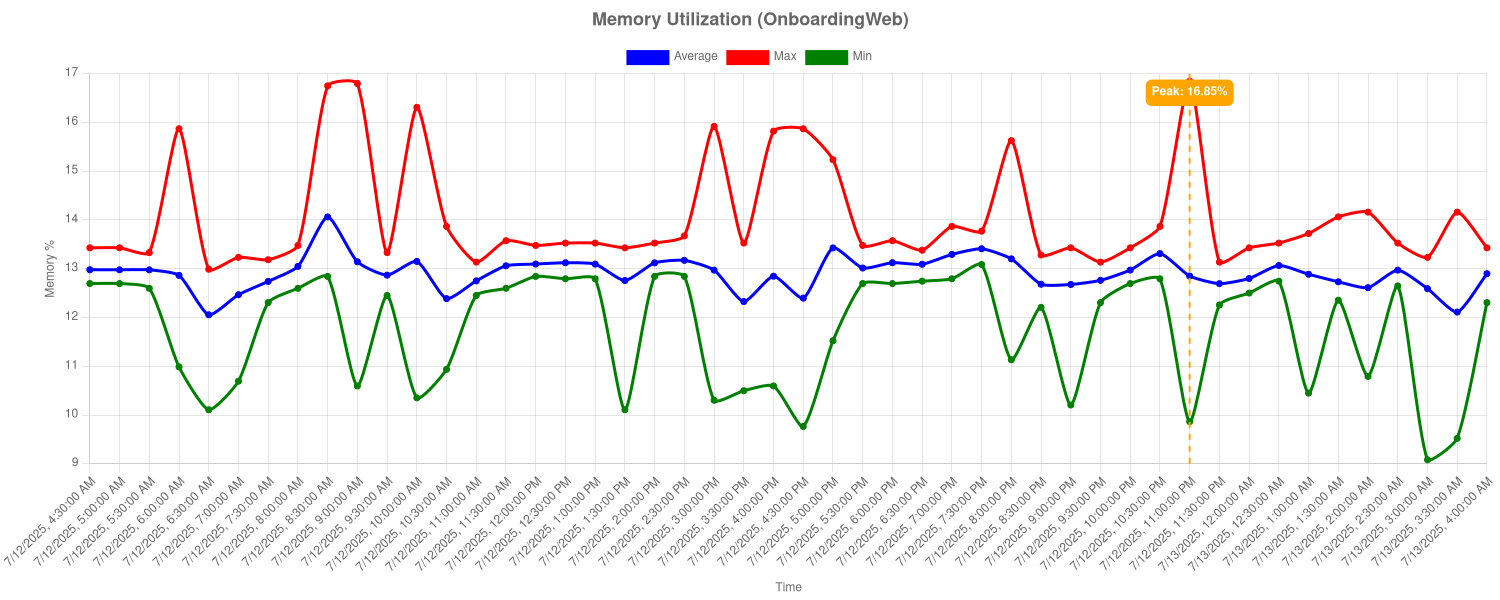 Memory Utilization (OnboardingWeb)
Average Max Min
17
16
15
14
13
12
11
10
9
Memory %
Peak: 16.85%
7/12/2025, 4:30:00 AM
7/12/2025, 5:00:00 AM
7/12/2025, 5:30:00 AM
7/12/2025, 6:00:00 AM
7/12/2025, 6:30:00 AM
7/12/2025, 7:00:00 AM
7/12/2025, 7:30:00 AM
7/12/2025, 8:00:00 AM
7/12/2025, 8:30:00 AM
7/12/2025, 9:00:00 AM
7/12/2025, 9:30:00 AM
7/12/2025, 10:00:00 AM
7/12/2025, 10:30:00 AM
7/12/2025, 11:00:00 AM
7/12/2025, 11:30:00 AM
7/12/2025, 12:00:00 PM
7/12/2025, 12:30:00 PM
7/12/2025, 1:00:00 PM
7/12/2025, 1:30:00 PM
7/12/2025, 2:00:00 PM
7/12/2025, 2:30:00 PM
7/12/2025, 3:00:00 PM
7/12/2025, 3:30:00 PM
7/12/2025, 4:00:00 PM
7/12/2025, 4:30:00 PM
7/12/2025, 5:00:00 PM
7/12/2025, 5:30:00 PM
7/12/2025, 6:00:00 PM
7/12/2025, 6:30:00 PM
7/12/2025, 7:00:00 PM
7/12/2025, 7:30:00 PM
7/12/2025, 8:00:00 PM
7/12/2025, 8:30:00 PM
7/12/2025, 9:00:00 PM
7/12/2025, 9:30:00 PM
7/12/2025, 10:00:00 PM
7/12/2025, 10:30:00 PM
7/12/2025, 11:00:00 PM
7/12/2025, 11:30:00 PM
7/13/2025, 12:00:00 AM
7/13/2025, 12:30:00 AM
7/13/2025, 1:00:00 AM
7/13/2025, 1:30:00 AM
7/13/2025, 2:00:00 AM
7/13/2025, 2:30:00 AM
7/13/2025, 3:00:00 AM
7/13/2025, 3:30:00 AM
7/13/2025, 4:00:00 AM
Time